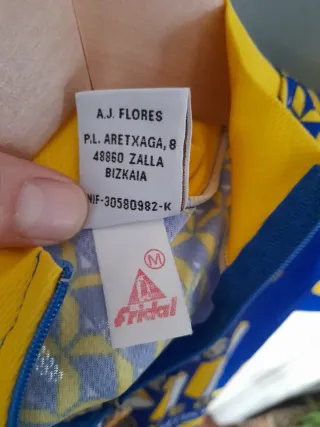 A.J. FLORES
P.L. ARETXAGA, 8
48860 ZALLA
BIZKAIA
NIF-30580982-K
M
fridal